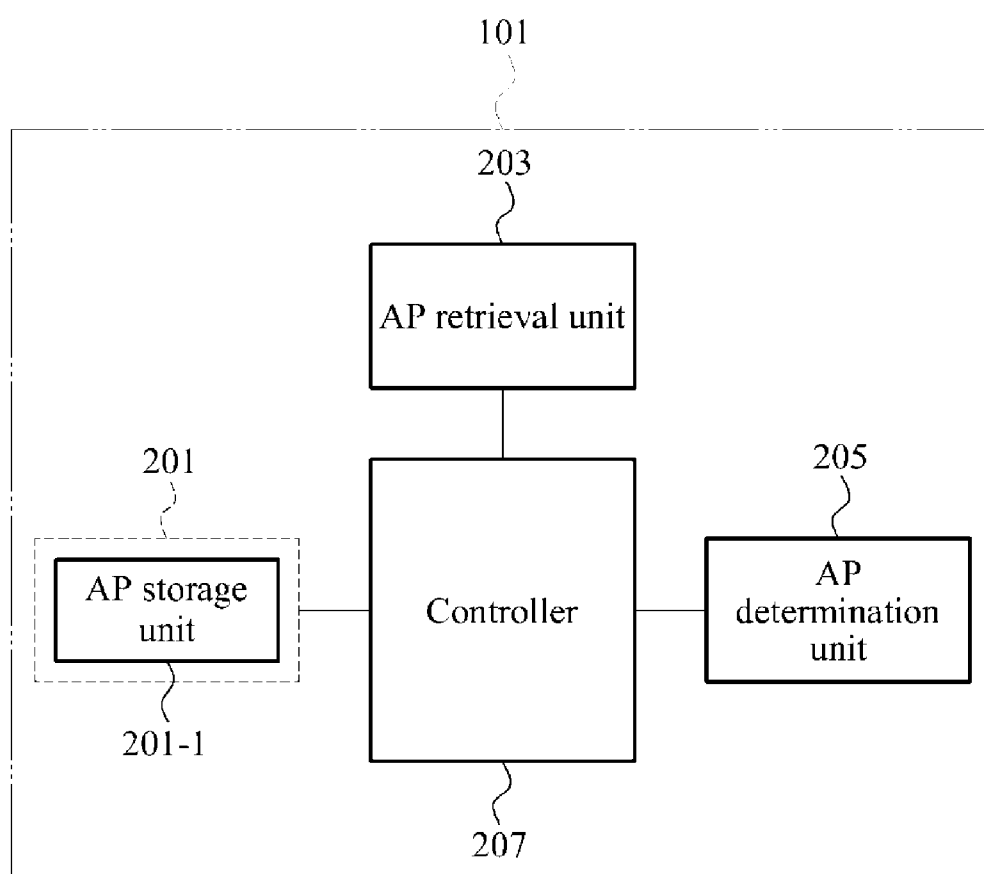 101
203
AP retrieval unit
201
205
AP storage
unit
Controller
AP
determination
unit
201-1
207